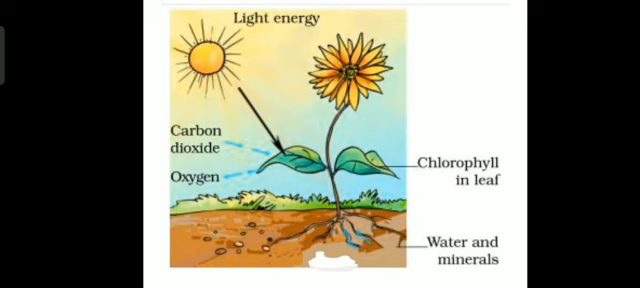 Light energy
Carbon
dioxide
Oxygen
Chlorophyll
in leaf
Water and
minerals